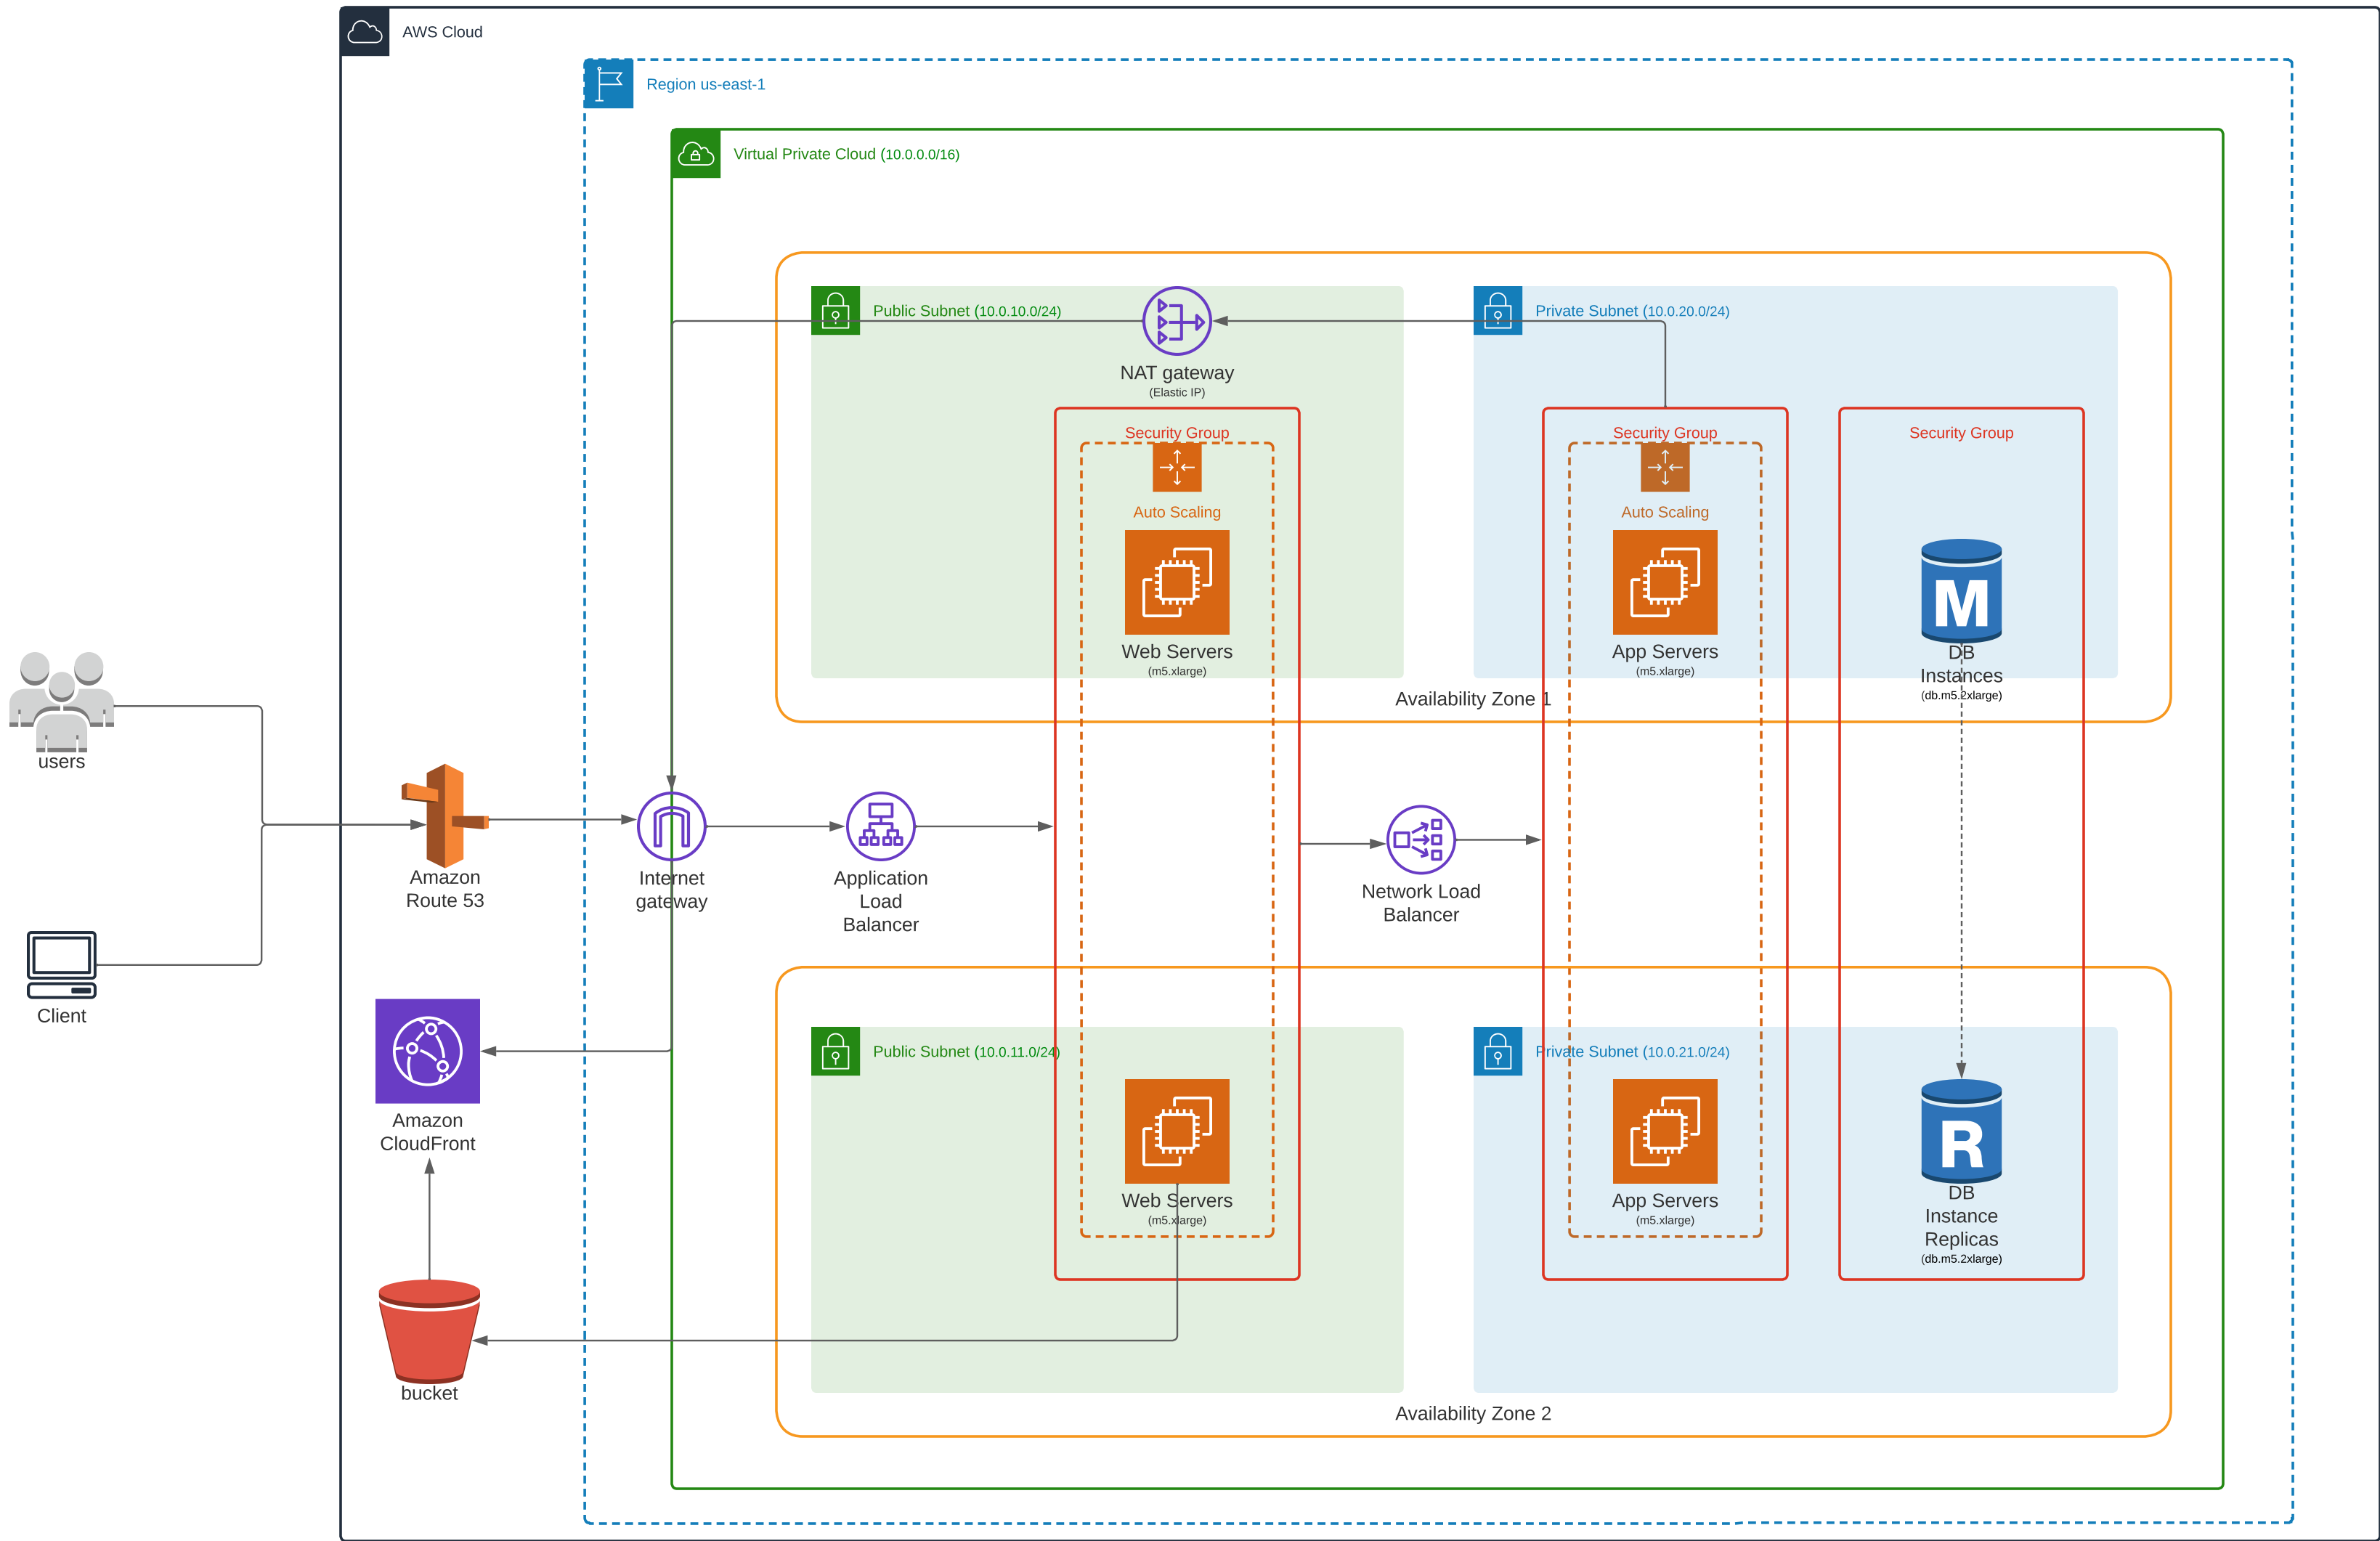 AWS Cloud
Region us-east-1
Virtual Private Cloud (10.0.0.0/16)
Public Subnet (10.0.10.0/24)
NAT gateway
(Elastic IP)
Private Subnet (10.0.20.0/24)
Security Group
Auto Scaling
Web Servers
(m5.xlarge)
Security Group
Auto Scaling
App Servers
(m5.xlarge)
Security Group
M
DB
Instances
(db.m5.2xlarge)
Availability Zone 1
users
Client
Amazon
Route 53
Internet
gateway
Application
Load
Balancer
Network Load
Balancer
Amazon
CloudFront
bucket
Public Subnet (10.0.11.0/24)
Web Servers
(m5.xlarge)
Private Subnet (10.0.21.0/24)
App Servers
(m5.xlarge)
R
DB
Instance
Replicas
(db.m5.2xlarge)
Availability Zone 2